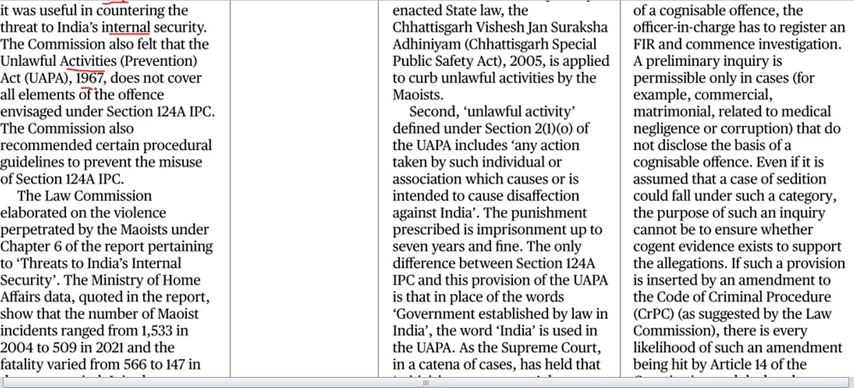 it was useful in countering the
threat to India's internal security.
The Commission also felt that the
Unlawful Activities (Prevention)
Act (UAPA), 1967, does not cover
all elements of the offence
envisaged under Section 124A IPC.
The Commission also
recommended certain procedural
guidelines to prevent the misuse
of Section 124A IPC.
The Law Commission
elaborated on the violence
perpetrated by the Maoists under
Chapter 6 of the report pertaining
to ‘Threats to India's Internal
Security’. The Ministry of Home
Affairs data, quoted in the report,
show that the number of Maoist
incidents ranged from 1,533 in
2004 to 509 in 2021 and the
fatality varied from 566 to 147 in
enacted State law, the
Chhattisgarh Vishesh Jan Suraksha
Adhiniyam (Chhattisgarh Special
Public Safety Act), 2005, is applied
to curb unlawful activities by the
Maoists.
Second, ‘unlawful activity’
defined under Section 2(1)(o) of
the UAPA includes ‘any action
taken by such individual or
association which causes or is
intended to cause disaffection
against India’. The punishment
prescribed is imprisonment up to
seven years and fine. The only
difference between Section 124A
IPC and this provision of the UAPA
is that in place of the words
‘Government established by law in
India’, the word ‘India’ is used in
the UAPA. As the Supreme Court,
in a catena of cases, has held that
of a cognisable offence, the
officer-in-charge has to register an
FIR and commence investigation.
A preliminary inquiry is
permissible only in cases (for
example, commercial,
matrimonial, related to medical
negligence or corruption) that do
not disclose the basis of a
cognisable offence. Even if it is
assumed that a case of sedition
could fall under such a category,
the purpose of such an inquiry
cannot be to ensure whether
cogent evidence exists to support
the allegations. If such a provision
is inserted by an amendment to
the Code of Criminal Procedure
(CrPC) (as suggested by the Law
Commission), there is every
likelihood of such an amendment
being hit by Article 14 of the